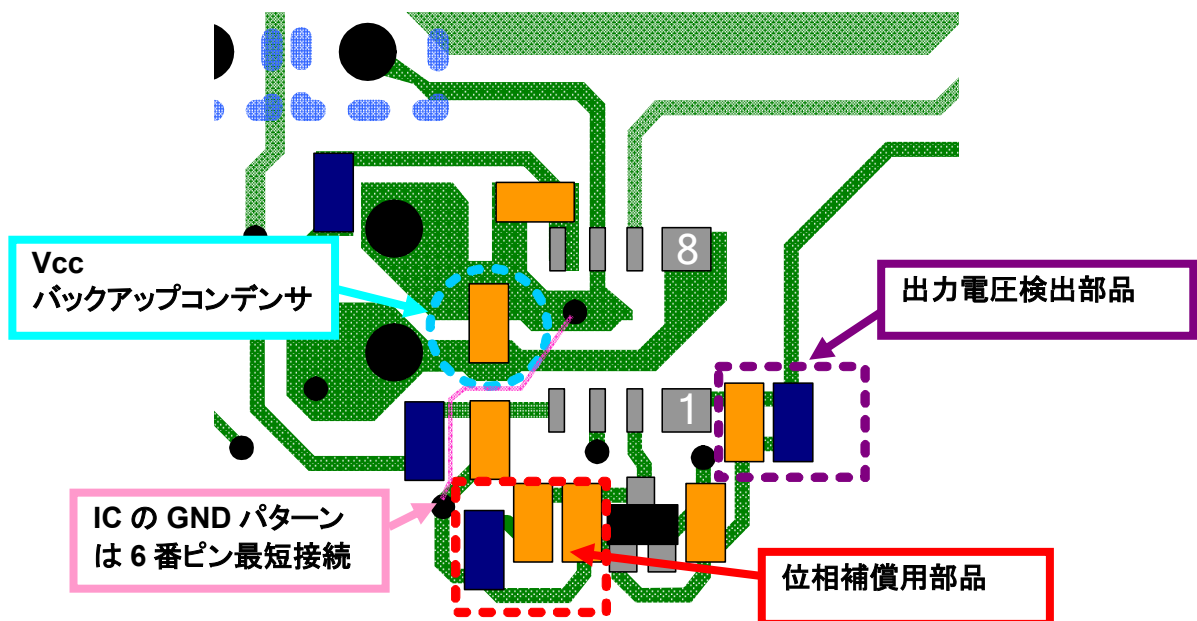 Vcc
バックアップコンデンサ
8
出力電圧検出部品
1
IC の GND パターン
は 6 番ピン最短接続
位相補償用部品